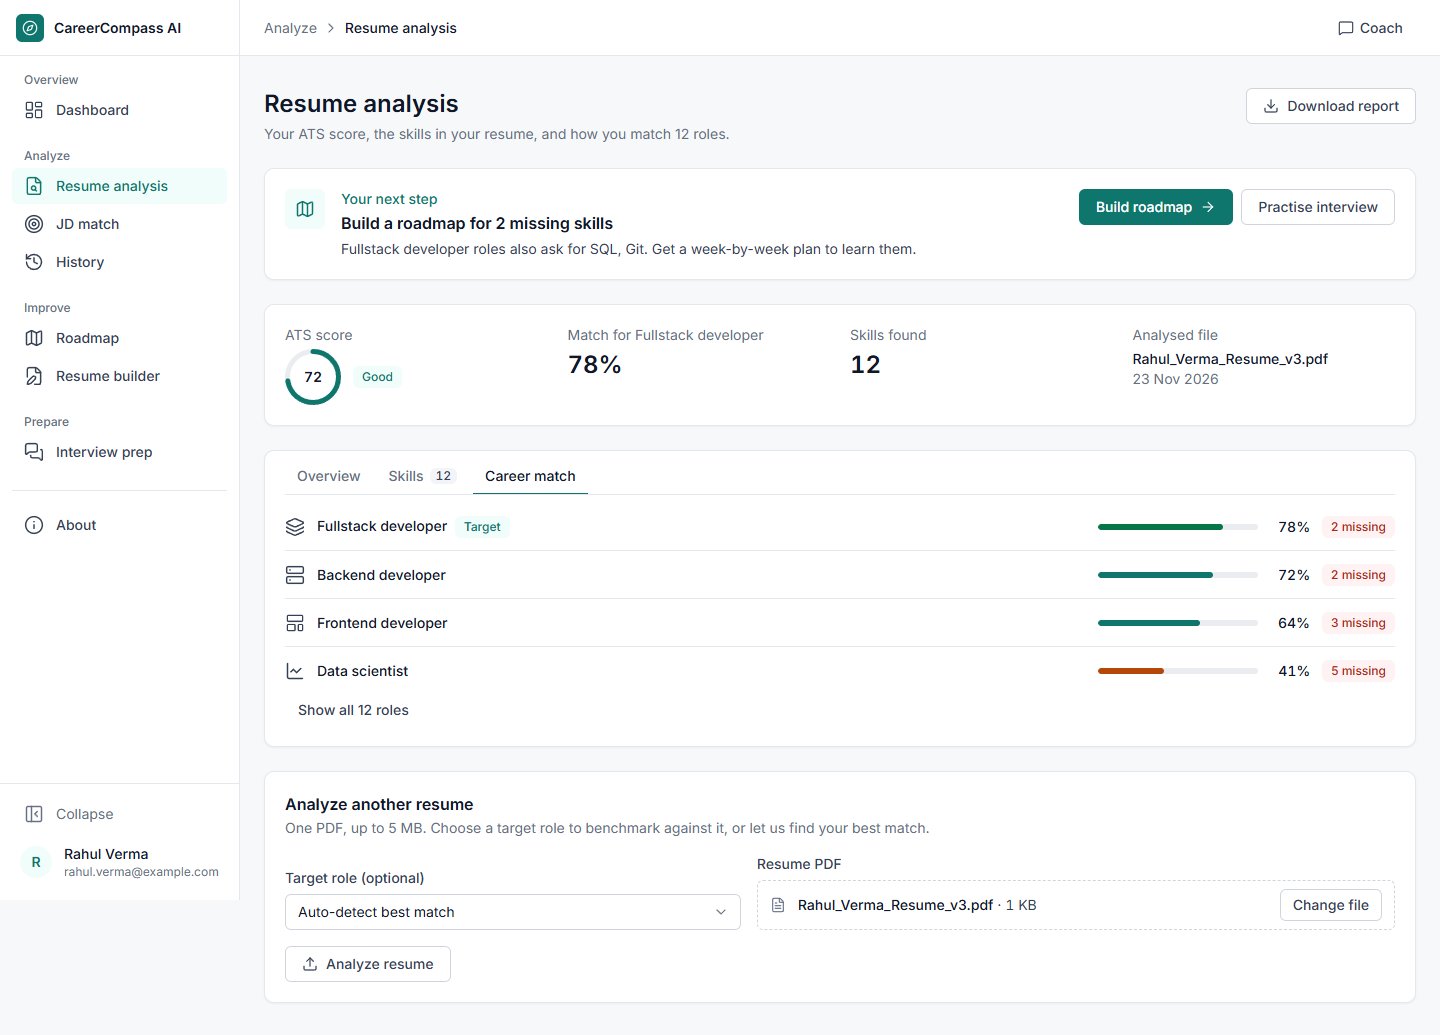 CareerCompass AI
Analyze > Resume analysis
Coach
Overview
Dashboard
Analyze
Resume analysis
JD match
History
Improve
Roadmap
Resume builder
Prepare
Interview prep
About
Collapse
R
Rahul Verma
rahul.verma@example.com
Resume analysis
Your ATS score, the skills in your resume, and how you match 12 roles.
Download report
Your next step
Build a roadmap for 2 missing skills
Fullstack developer roles also ask for SQL, Git. Get a week-by-week plan to learn them.
Build roadmap →
Practise interview
ATS score
72
Good
Match for Fullstack developer
78%
Skills found
12
Analysed file
Rahul_Verma_Resume_v3.pdf
23 Nov 2026
Overview Skills 12 Career match
Fullstack developer Target 78% 2 missing
Backend developer 72% 2 missing
Frontend developer 64% 3 missing
Data scientist 41% 5 missing
Show all 12 roles
Analyze another resume
One PDF, up to 5 MB. Choose a target role to benchmark against it, or let us find your best match.
Target role (optional)
Auto-detect best match
Resume PDF
Rahul_Verma_Resume_v3.pdf · 1 KB
Change file
Analyze resume